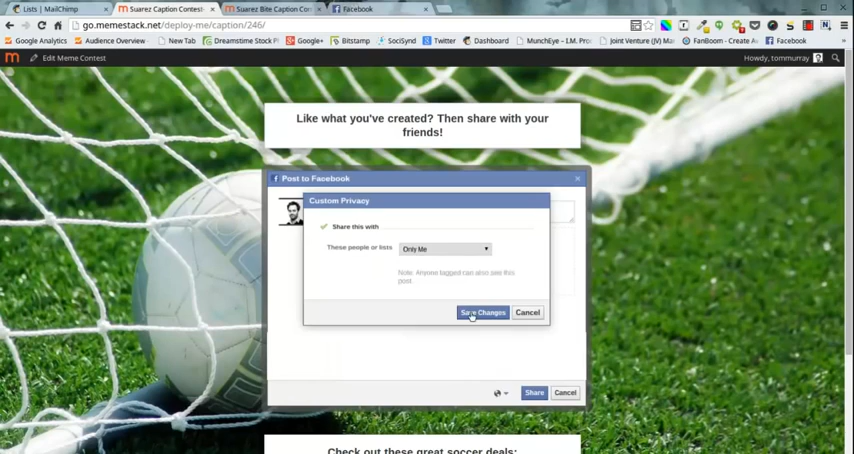 Lists | MailChimp
Suarez Caption Contest-
Suarez Bite Caption Con
Facebook
go.memestack.net/deploy-me/caption/246/
Google Analytics
Audience Overview -
New Tab
Dreamstime Stock P
Google+
Bitstamp
SociSynd
Twitter
Dashboard
MunchEye – I.M. Pro
Joint Venture (JV) Ma
FanBoom - Create A
Facebook
Edit Meme Contest
Howdy, tommurray
Like what you've created? Then share with your
friends!
Post to Facebook
Custom Privacy
Share this with
These people or lists
Only Me
Note: Anyone tagged can also see this
post.
Save Changes
Cancel
Share
Cancel
Check out these great soccer deals: